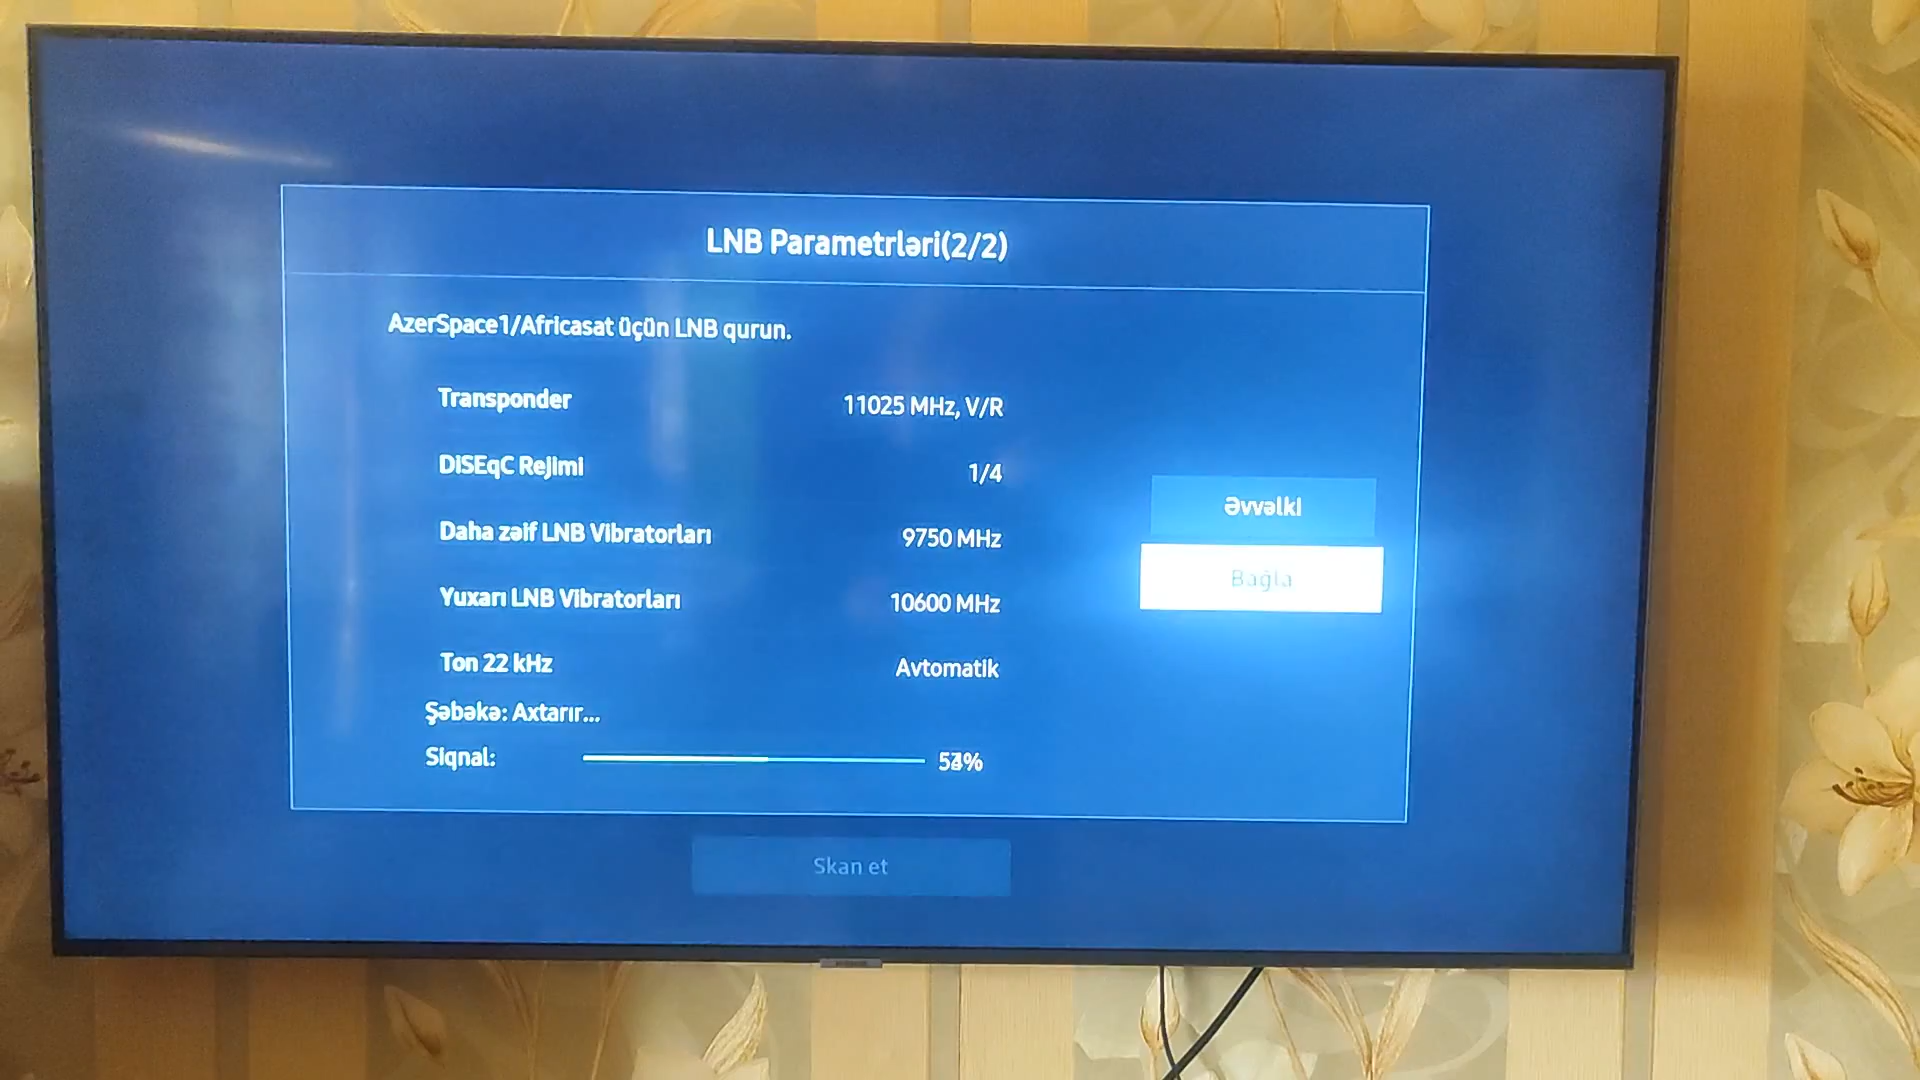 LNB Parametrləri(2/2)
AzerSpace1/Africasat üçün LNB qurun.
Transponder 11025 MHz, V/R
DiSEqC Rejimi 1/4
Daha zəif LNB Vibratorları 9750 MHz
Yuxarı LNB Vibratorları 10600 MHz
Ton 22 kHz Avtomatik
Şəbəkə: Axtarır...
Siqnal:
Əvvəlki
Bağla
Skan et